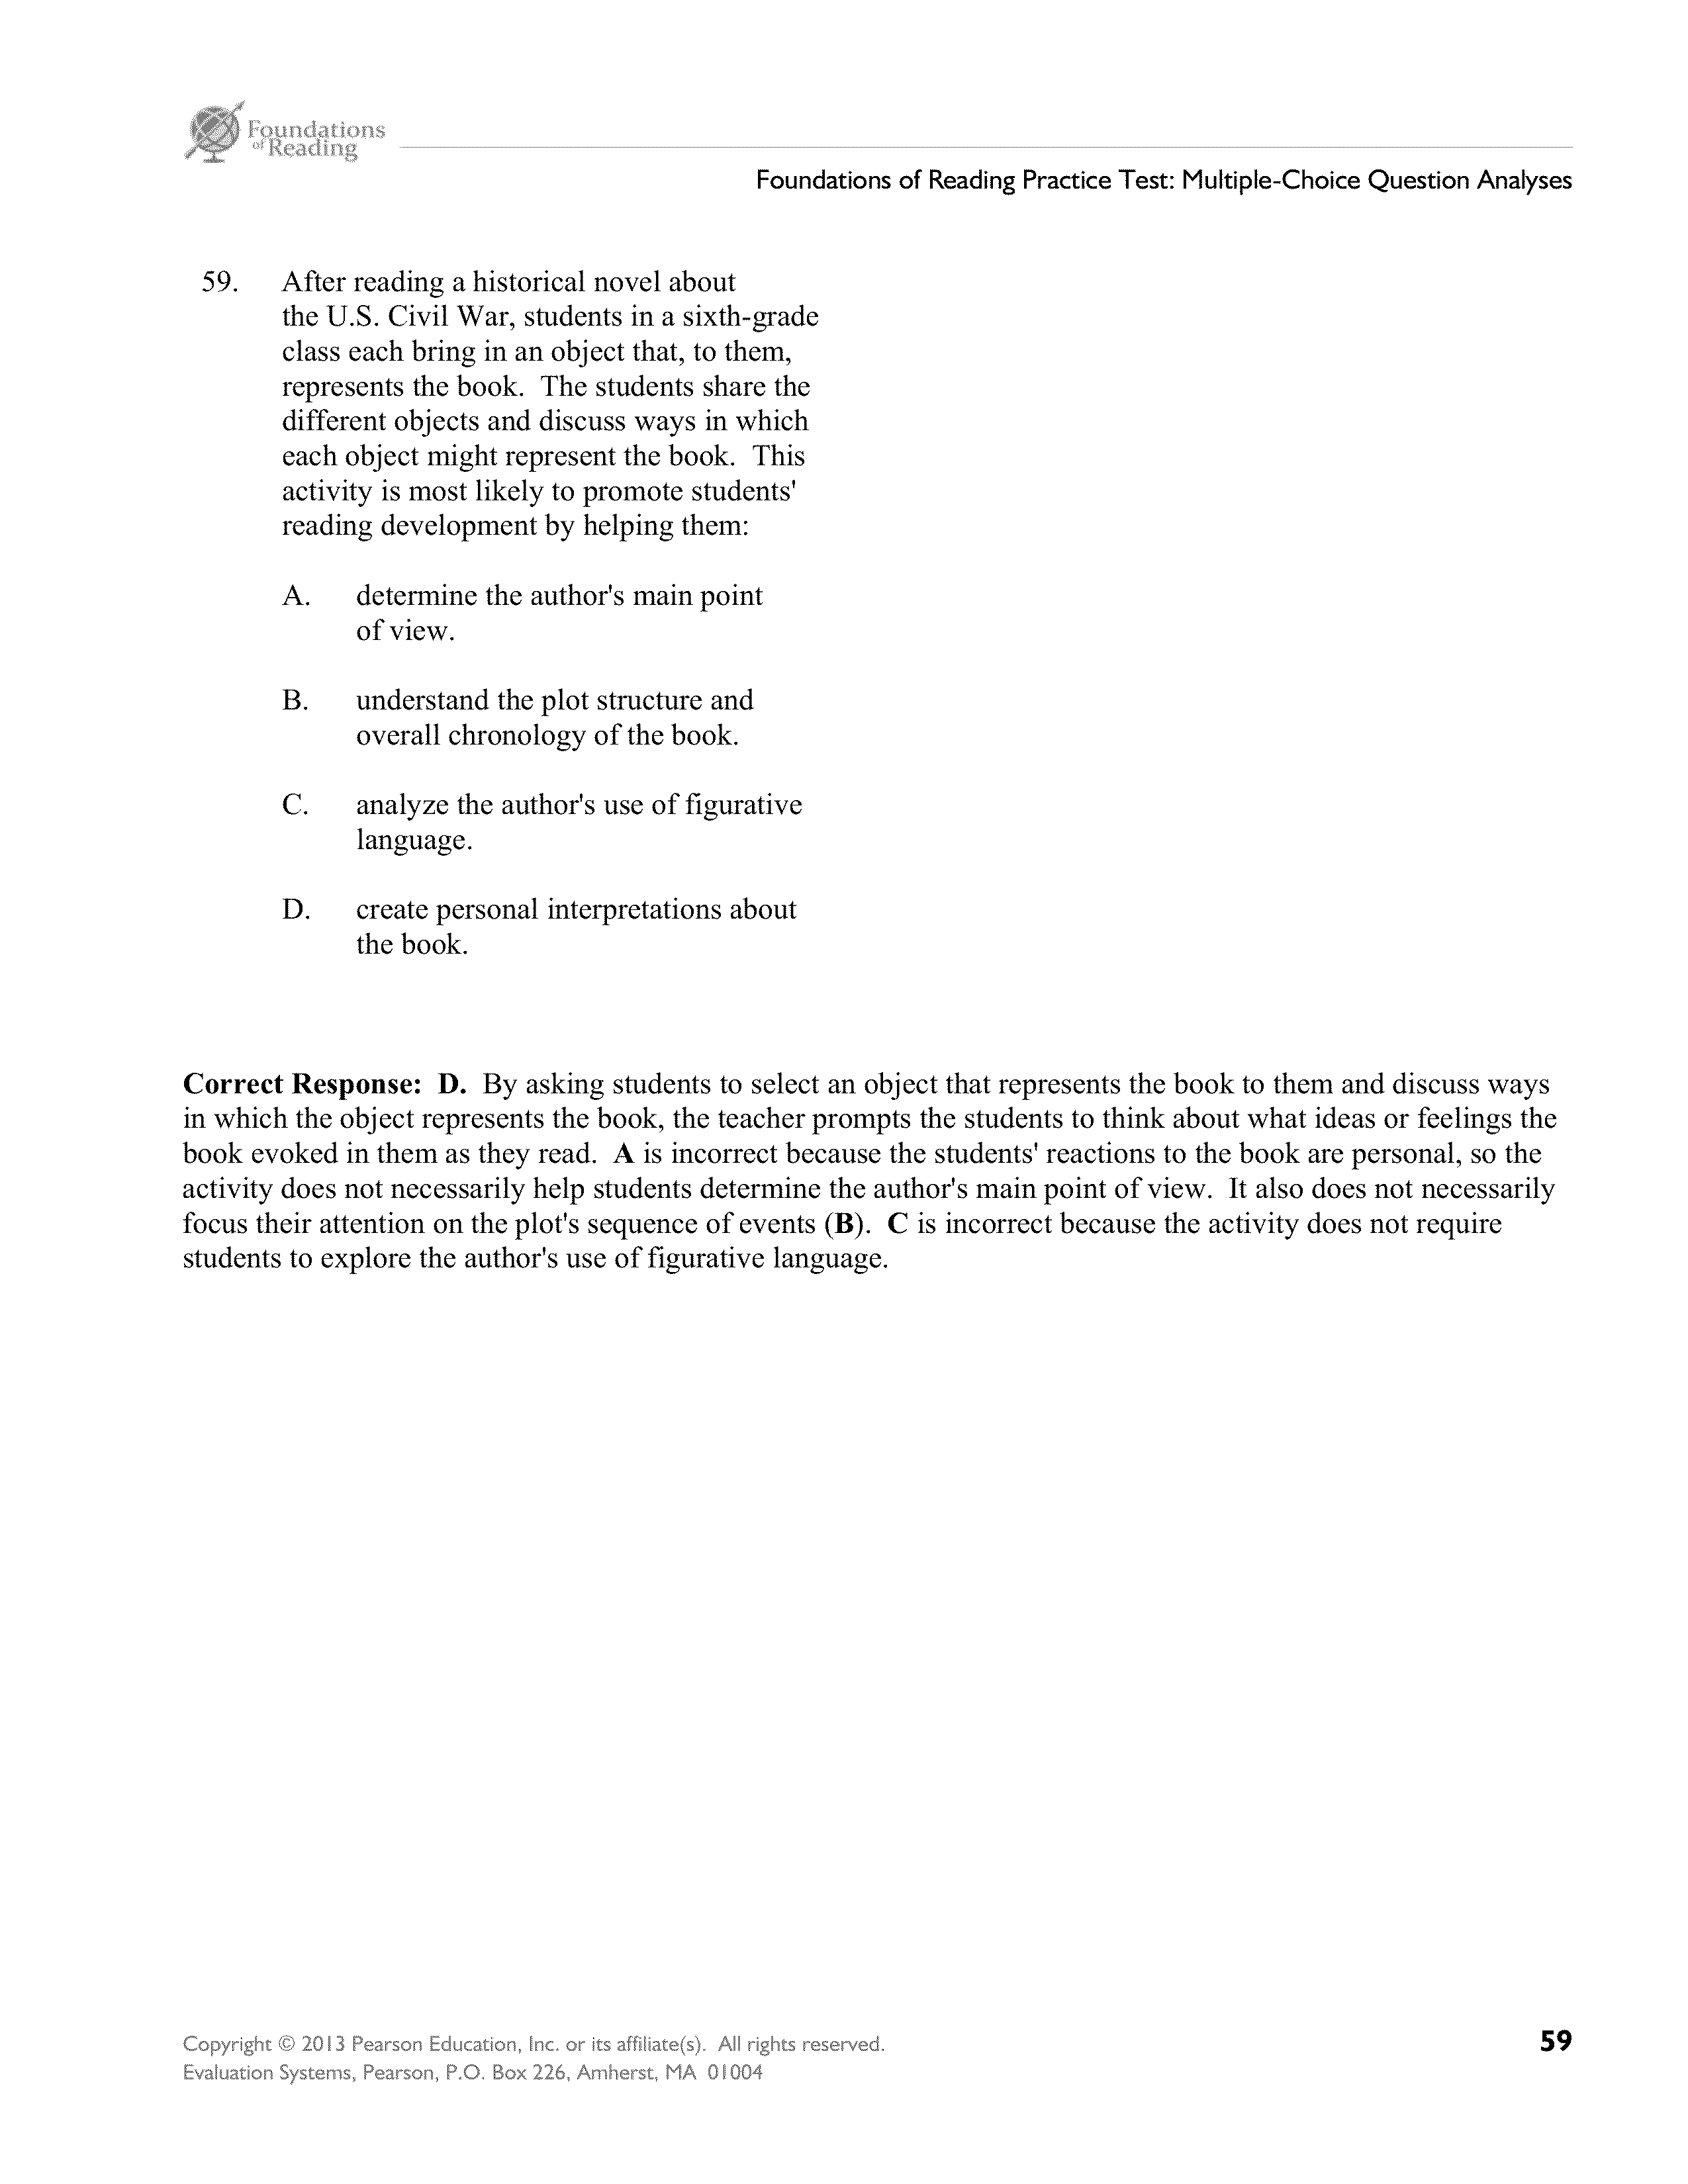 Foundations
of Reading
Foundations of Reading Practice Test: Multiple-Choice Question Analyses
59. After reading a historical novel about
the U.S. Civil War, students in a sixth-grade
class each bring in an object that, to them,
represents the book.  The students share the
different objects and discuss ways in which
each object might represent the book.  This
activity is most likely to promote students'
reading development by helping them:
A. determine the author's main point
of view.
B. understand the plot structure and
overall chronology of the book.
C. analyze the author's use of figurative
language.
D. create personal interpretations about
the book.
Correct Response:  D.  By asking students to select an object that represents the book to them and discuss ways
in which the object represents the book, the teacher prompts the students to think about what ideas or feelings the
book evoked in them as they read.  A is incorrect because the students' reactions to the book are personal, so the
activity does not necessarily help students determine the author's main point of view.  It also does not necessarily
focus their attention on the plot's sequence of events (B).  C is incorrect because the activity does not require
students to explore the author's use of figurative language.
Copyright © 2013 Pearson Education, Inc. or its affiliate(s).  All rights reserved.
Evaluation Systems, Pearson, P.O. Box 226, Amherst, MA  01004
59